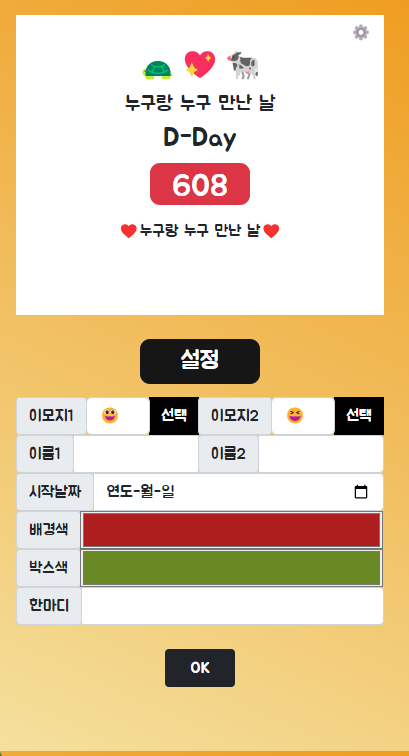 누구랑 누구 만난 날
D-Day
608
누구랑 누구 만난 날
설정
이모지1 선택 이모지2 선택
이름1 이름2
시작날짜 연도-월-일
배경색
박스색
한마디
OK